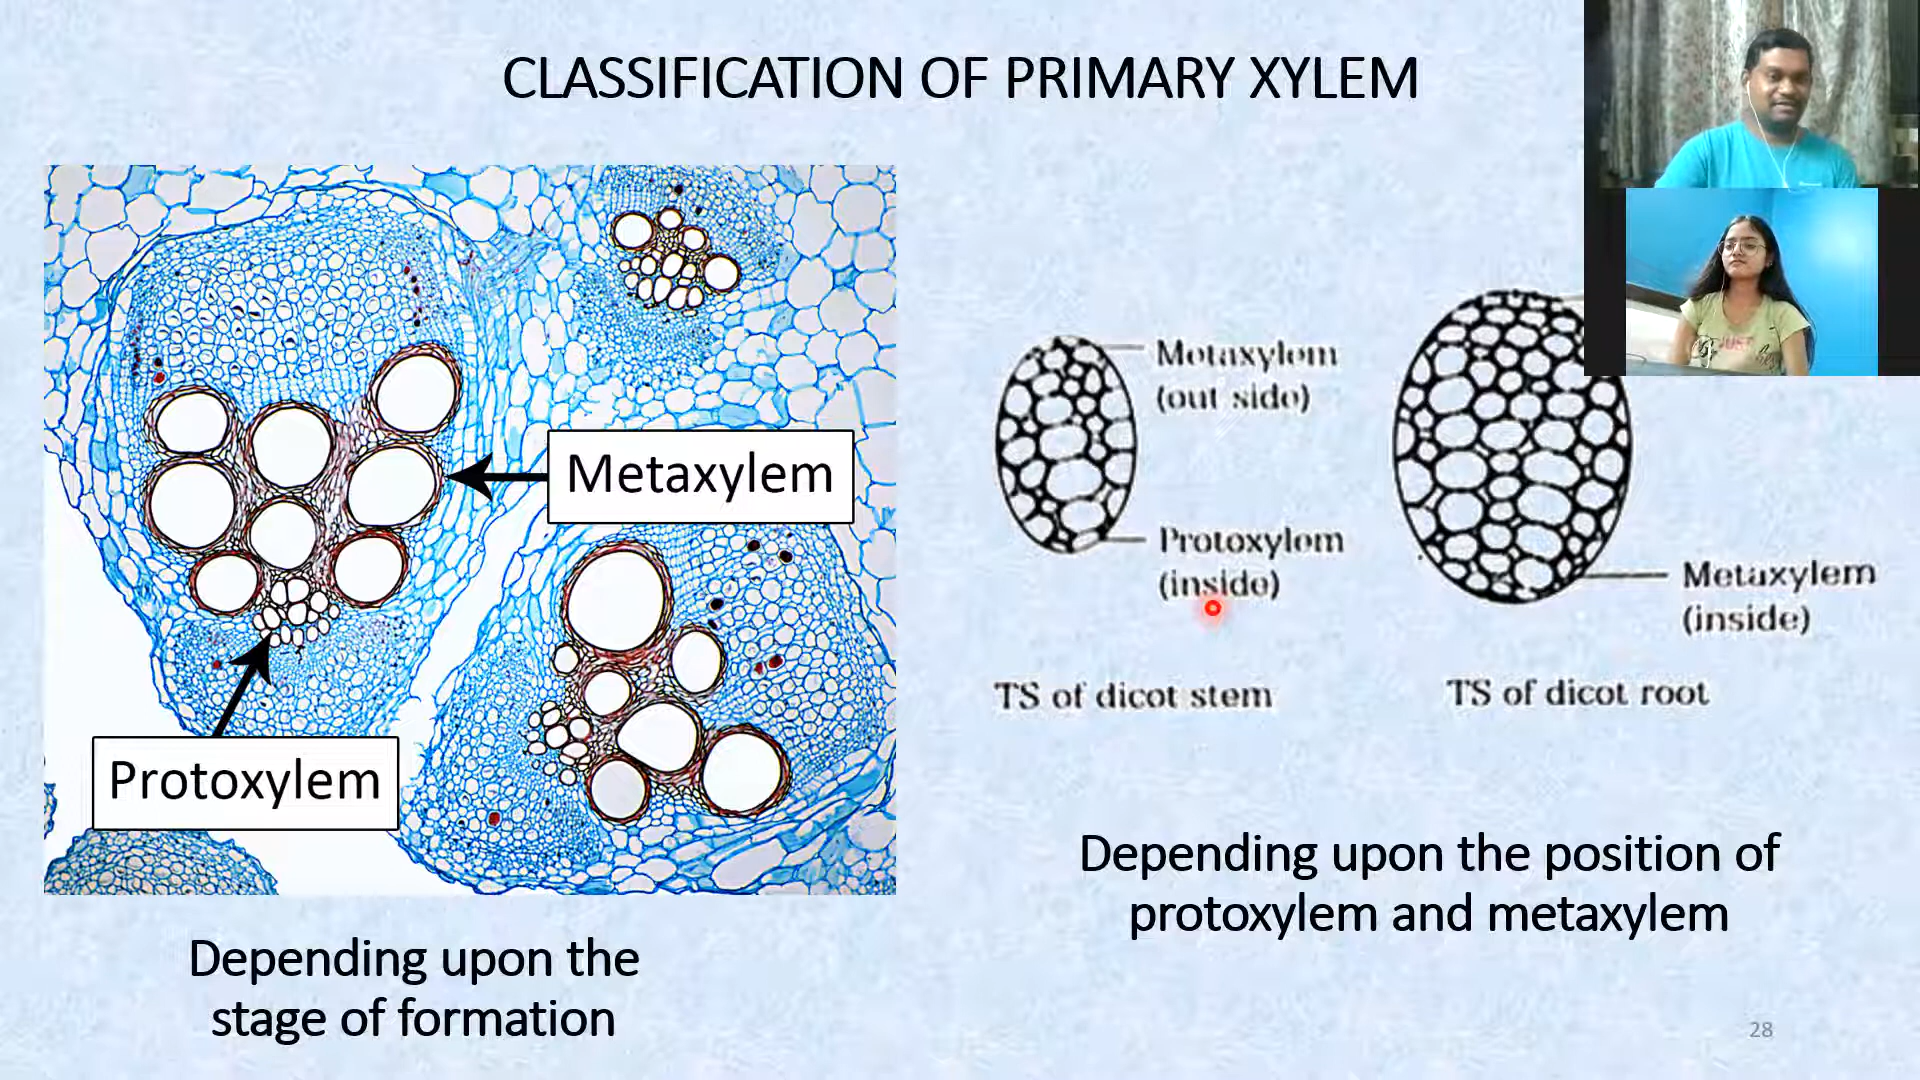 CLASSIFICATION OF PRIMARY XYLEM
Metaxylem
Protoxylem
Depending upon the
stage of formation
Metaxylem
(out side)
Protoxylem
(inside)
TS of dicot stem
Metaxylem
(inside)
TS of dicot root
Depending upon the position of
protoxylem and metaxylem
JUST
A
28